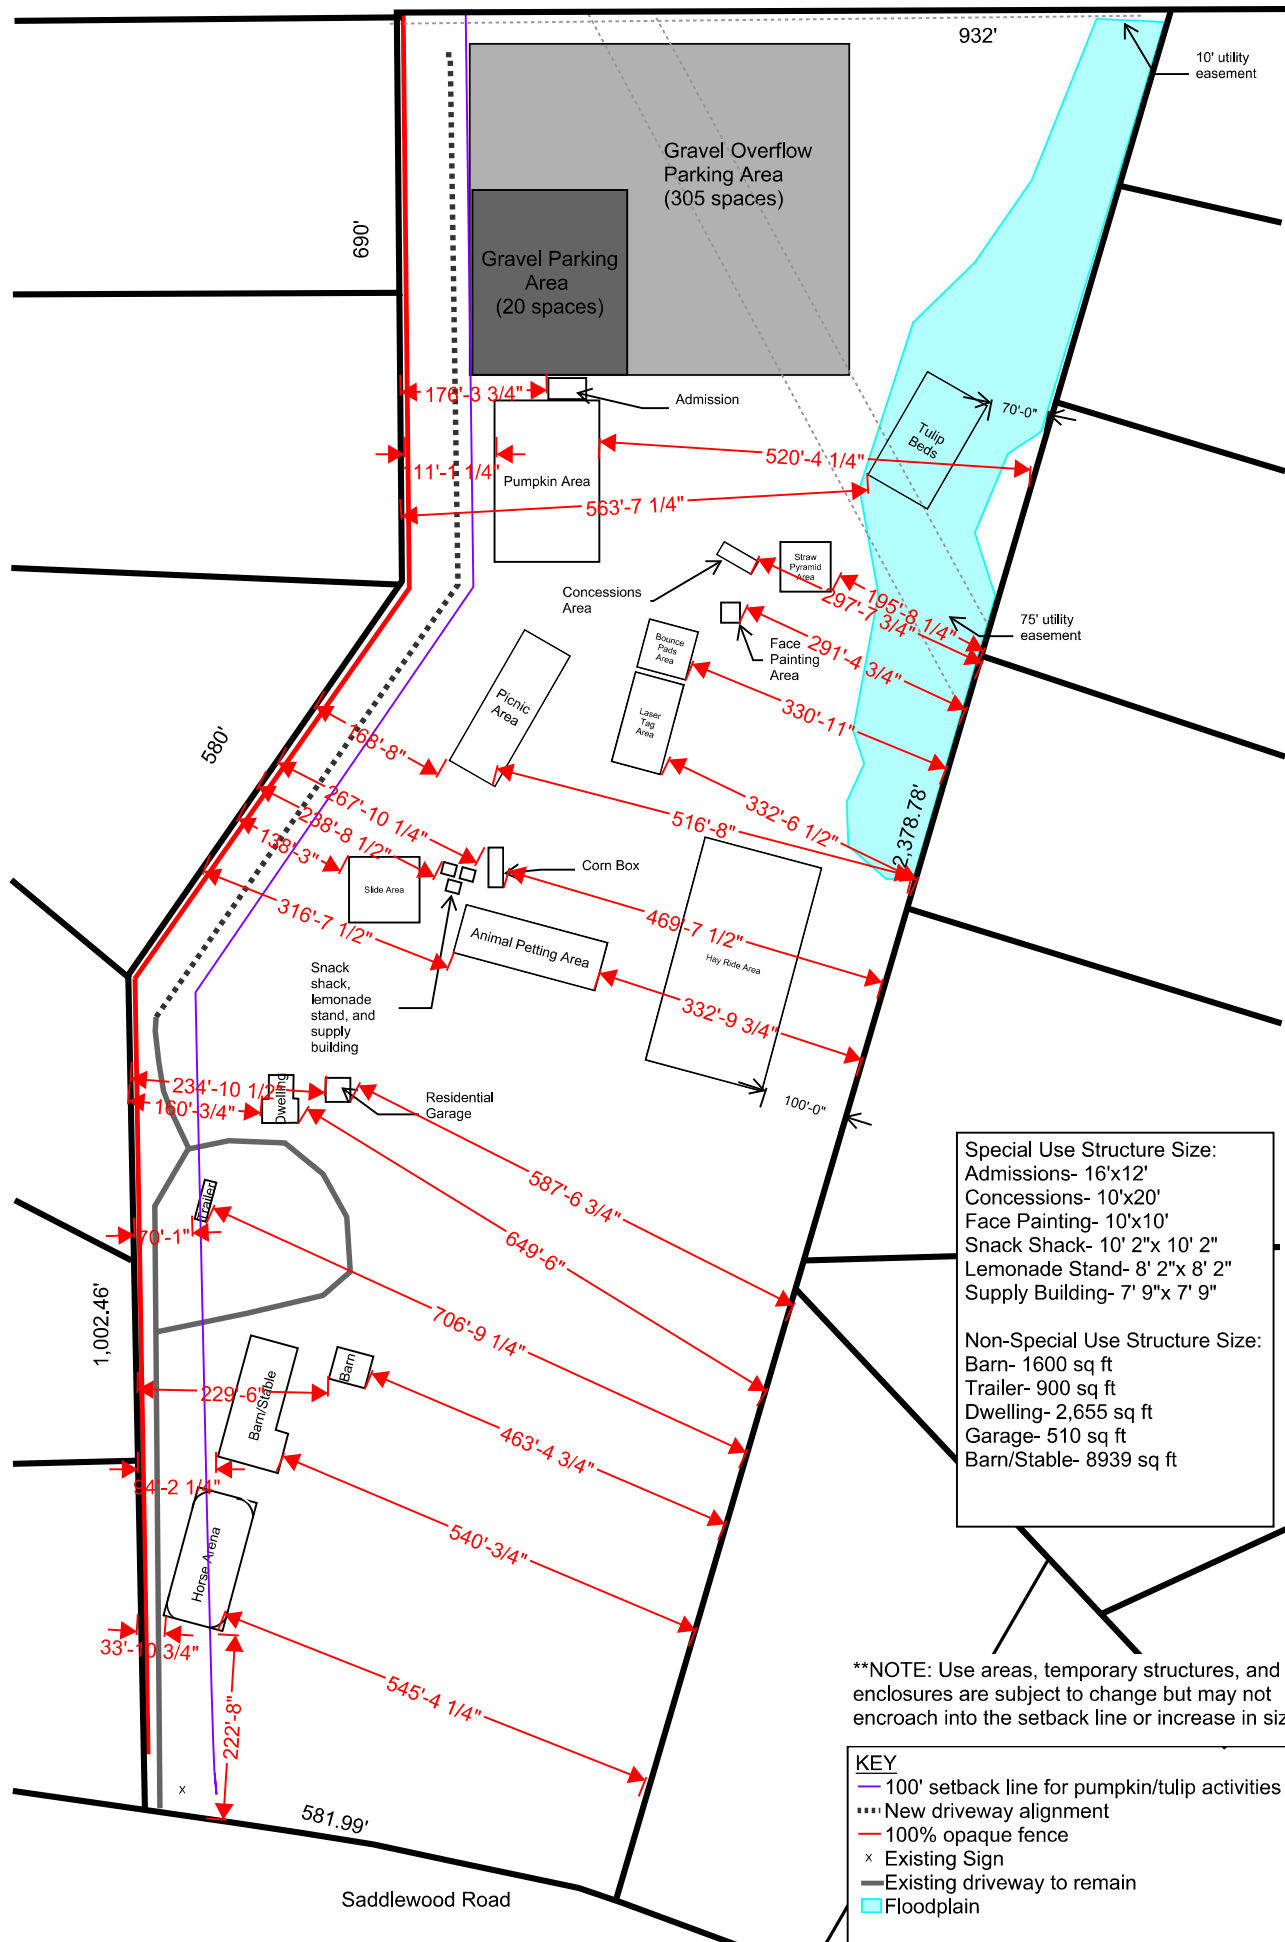 932'
10' utility
easement
Gravel Overflow
Parking Area
(305 spaces)
690'
Gravel Parking
Area
(20 spaces)
176'-3 3/4"
Admission
70'-0"
Tulip
Beds
111'-1 1/4"
520'-4 1/4"
Pumpkin Area
563'-7 1/4"
Straw
Pyramid
Area
Concessions
Area
195'-8 1/4"
297'-7 3/4"
75' utility
easement
Bounce
Pads
Area
Face
Painting
Area
291'-4 3/4"
Picnic
Area
330'-11"
Laser
Tag
Area
580'
168'-8"
267'-10 1/4"
332'-6 1/2"
516'-8"
2,378.78'
238'-8 1/2"
138'-3"
Corn Box
Slide Area
316'-7 1/2"
469'-7 1/2"
Animal Petting Area
Hay Ride Area
Snack
shack,
lemonade
stand, and
supply
building
332'-9 3/4"
234'-10 1/2"
Dwelling
160'-3/4"
Residential
Garage
100'-0"
587'-6 3/4"
Trailer
70'-1"
649'-6"
Special Use Structure Size:
Admissions- 16'x12'
Concessions- 10'x20'
Face Painting- 10'x10'
Snack Shack- 10' 2"x 10' 2"
Lemonade Stand- 8' 2"x 8' 2"
Supply Building- 7' 9"x 7' 9"
Non-Special Use Structure Size:
Barn- 1600 sq ft
Trailer- 900 sq ft
Dwelling- 2,655 sq ft
Garage- 510 sq ft
Barn/Stable- 8939 sq ft
1,002.46'
706'-9 1/4"
Barn
229'-6"
Barn/Stable
463'-4 3/4"
94'-2 1/4"
540'-3/4"
Horse Arena
33'-10 3/4"
545'-4 1/4"
222'-8"
**NOTE: Use areas, temporary structures, and
enclosures are subject to change but may not
encroach into the setback line or increase in siz
x
581.99'
Saddlewood Road
KEY
100' setback line for pumpkin/tulip activities
New driveway alignment
100% opaque fence
x Existing Sign
Existing driveway to remain
Floodplain